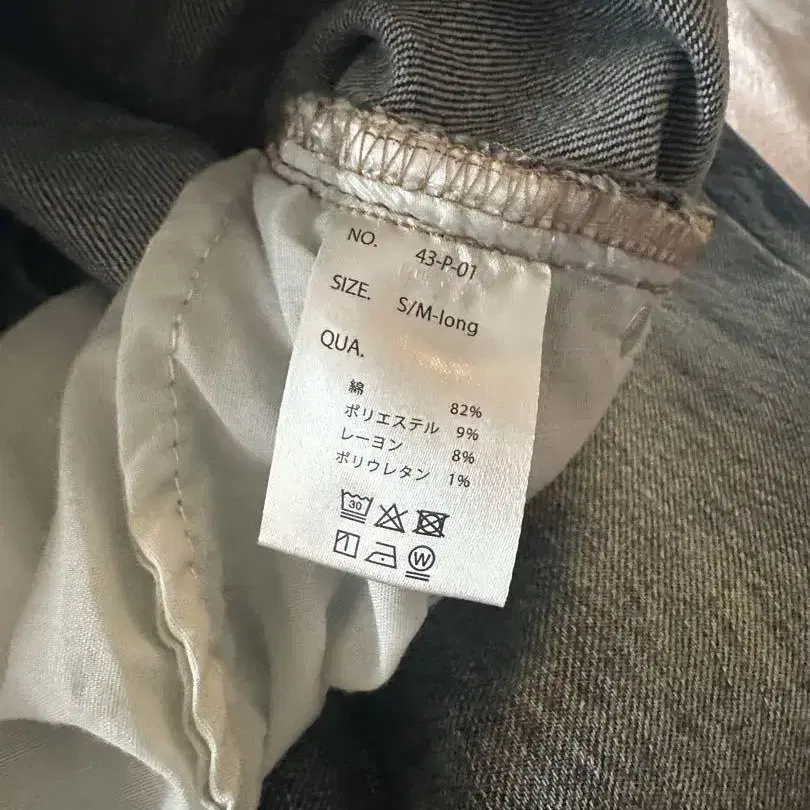 NO. 43-P-01
SIZE. S/M-long
QUA.
綿 82%
ポリエステル 9%
レーヨン 8%
ポリウレタン 1%
30
W